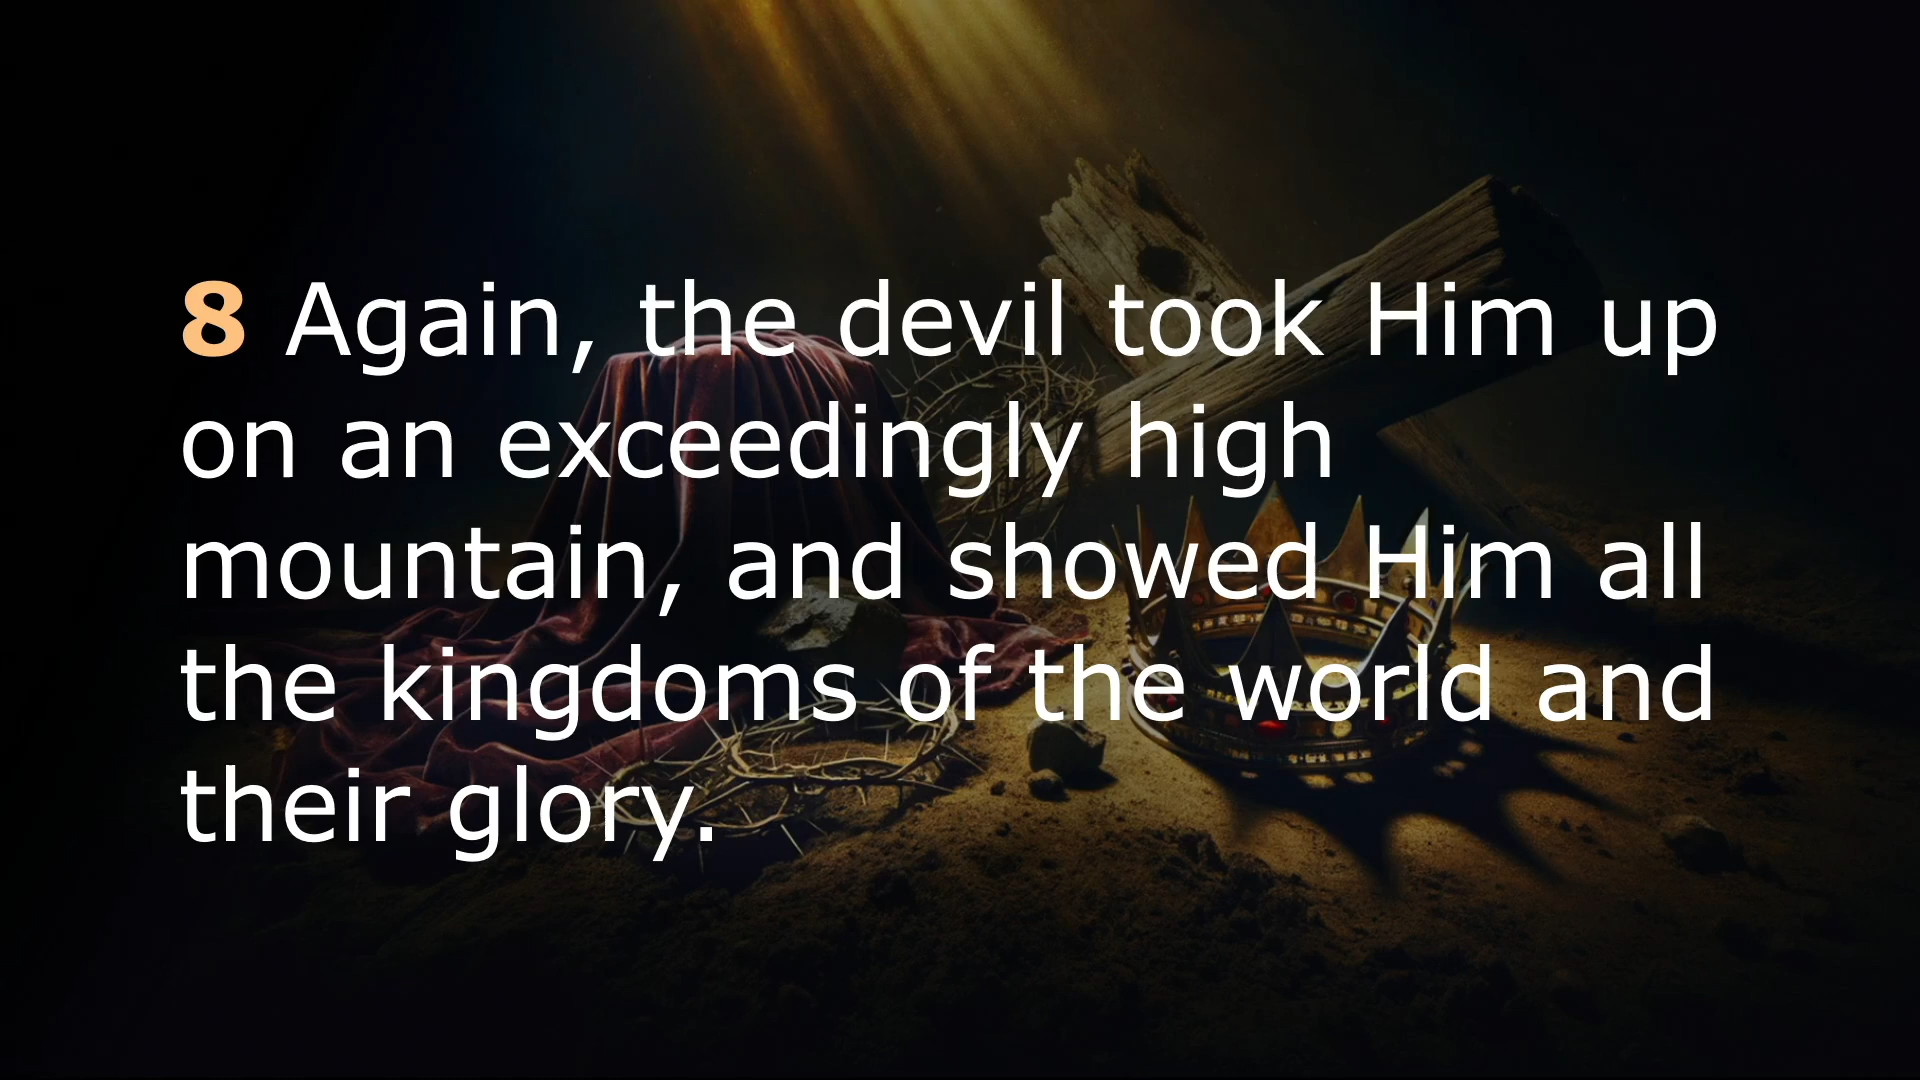 8 Again, the devil took Him up
on an exceedingly high
mountain, and showed Him all
the kingdoms of the world and
their glory.